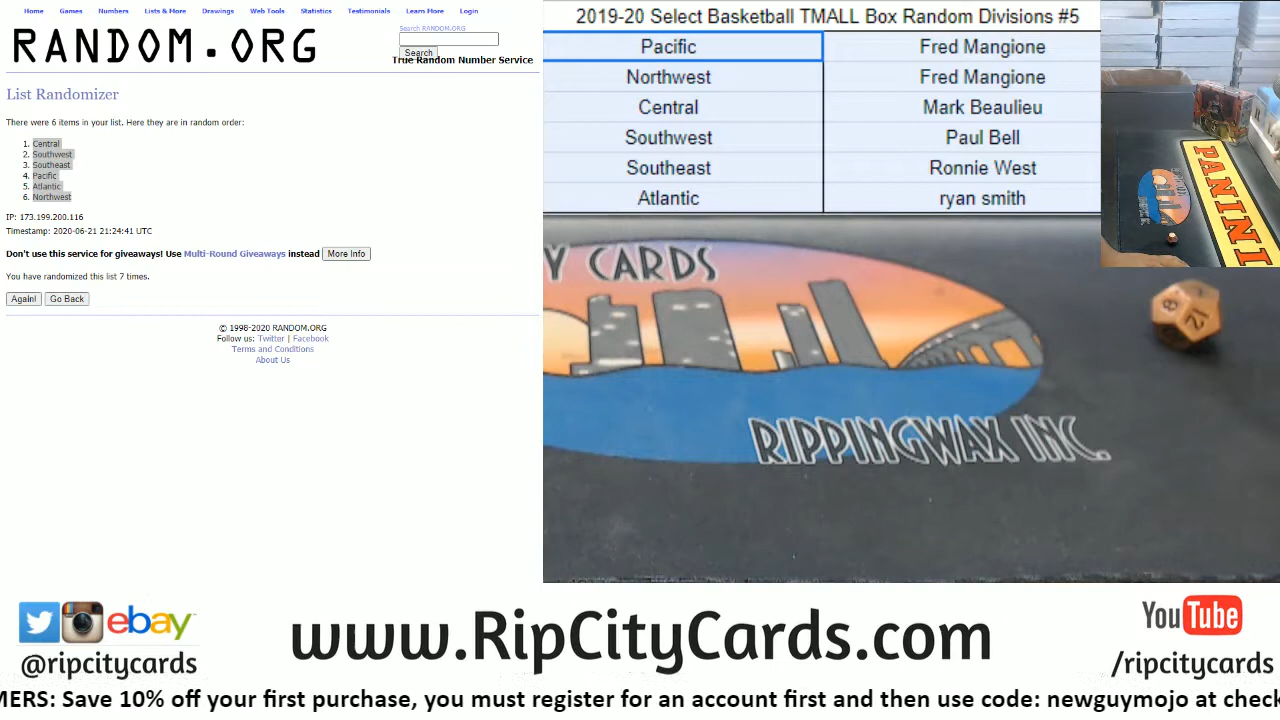 Home Games Numbers Lists & More Drawings Web Tools Statistics Testimonials Learn More Login
RANDOM.ORG
Search RANDOM.ORG
Search
True Random Number Service
List Randomizer
There were 6 items in your list. Here they are in random order:
1. Central
2. Southwest
3. Southeast
4. Pacific
5. Atlantic
6. Northwest
IP: 173.199.200.116
Timestamp: 2020-06-21 21:24:41 UTC
Don't use this service for giveaways! Use Multi-Round Giveaways instead More Info
You have randomized this list 7 times.
Again! Go Back
© 1998-2020 RANDOM.ORG
Follow us: Twitter | Facebook
Terms and Conditions
About Us
2019-20 Select Basketball TMALL Box Random Divisions #5
Pacific Fred Mangione
Northwest Fred Mangione
Central Mark Beaulieu
Southwest Paul Bell
Southeast Ronnie West
Atlantic ryan smith
PANINI
Y CARDS
8 12
RIPPINGWAX INC.
ebay
@ripcitycards
www.RipCityCards.com
YouTube
/ripcitycards
MERS: Save 10% off your first purchase, you must register for an account first and then use code: newguymojo at check